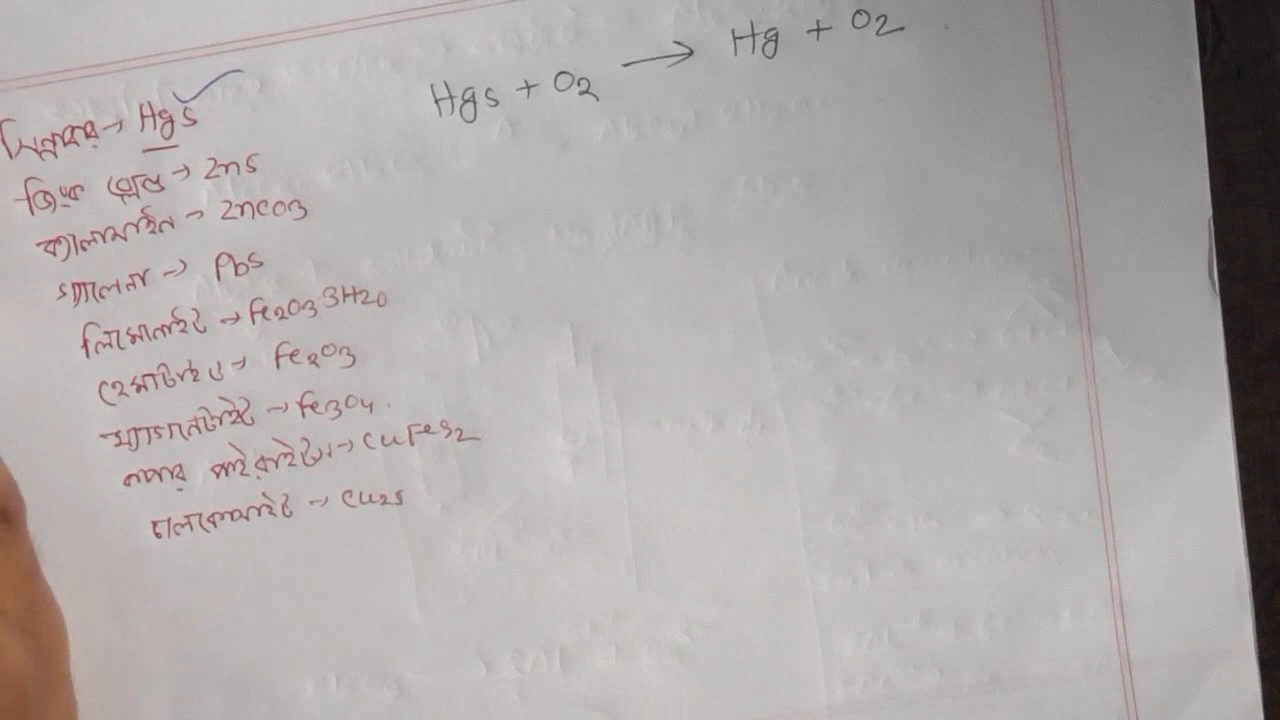 HgS + O2 → Hg + O2
সিন্নাবার → HgS
জিংক ব্লেন্ড → ZnS
ক্যালামাইন → ZnCO3
গ্যালেনা → PbS
লিমোনাইট → Fe2O3 3H2O
হেমাটাইট → Fe2O3
ম্যাগনেটাইট → Fe3O4
কপার পাইরাইটস → CuFeS2
চালকোসাইট → Cu2S